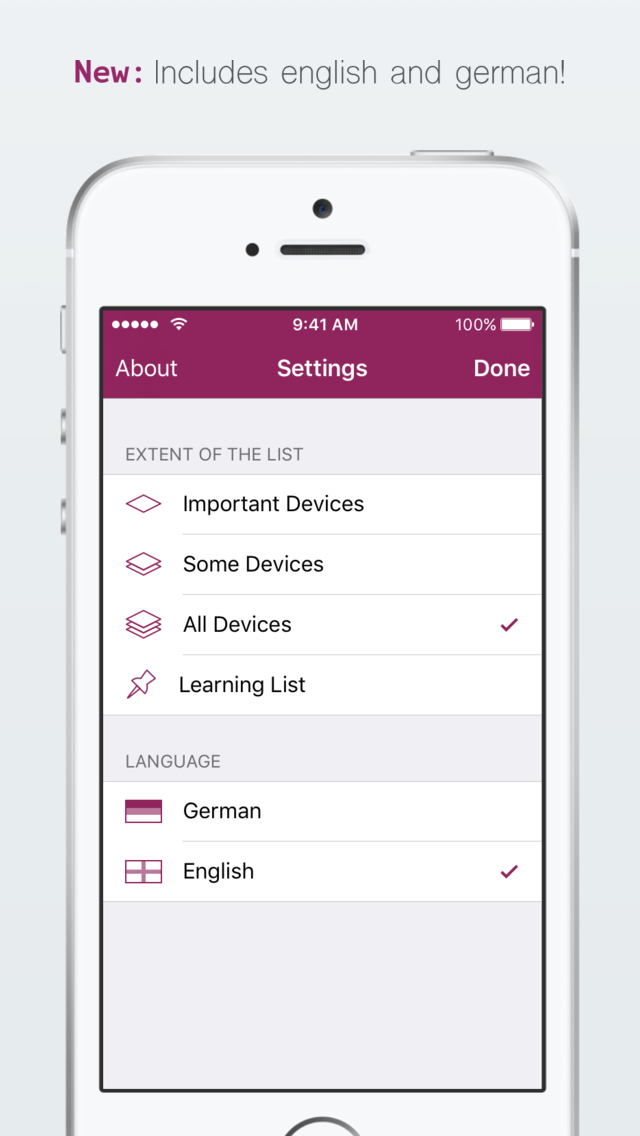 New: Includes english and german!
9:41 AM
100%
About
Settings
Done
EXTENT OF THE LIST
Important Devices
Some Devices
All Devices
Learning List
LANGUAGE
German
English